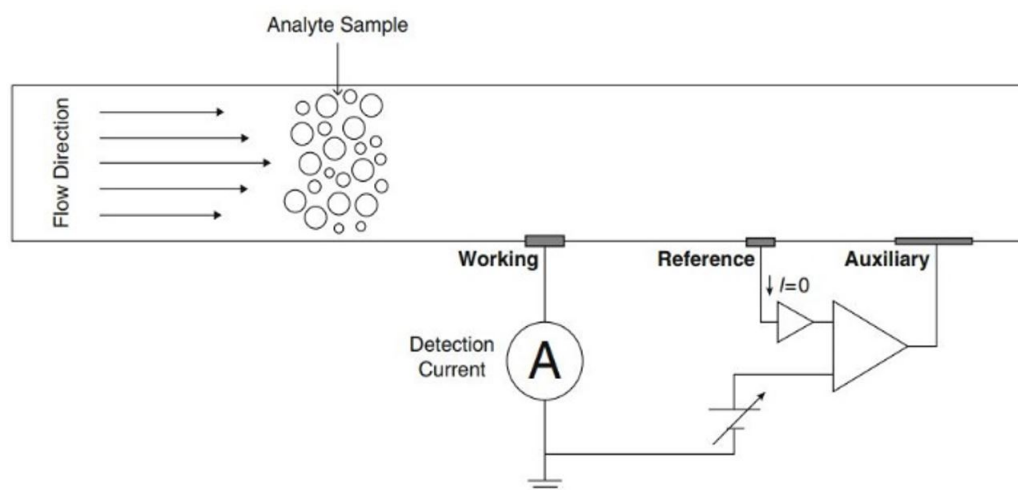 Analyte Sample
Flow Direction
Working
Reference
Auxiliary
I=0
Detection
Current
A